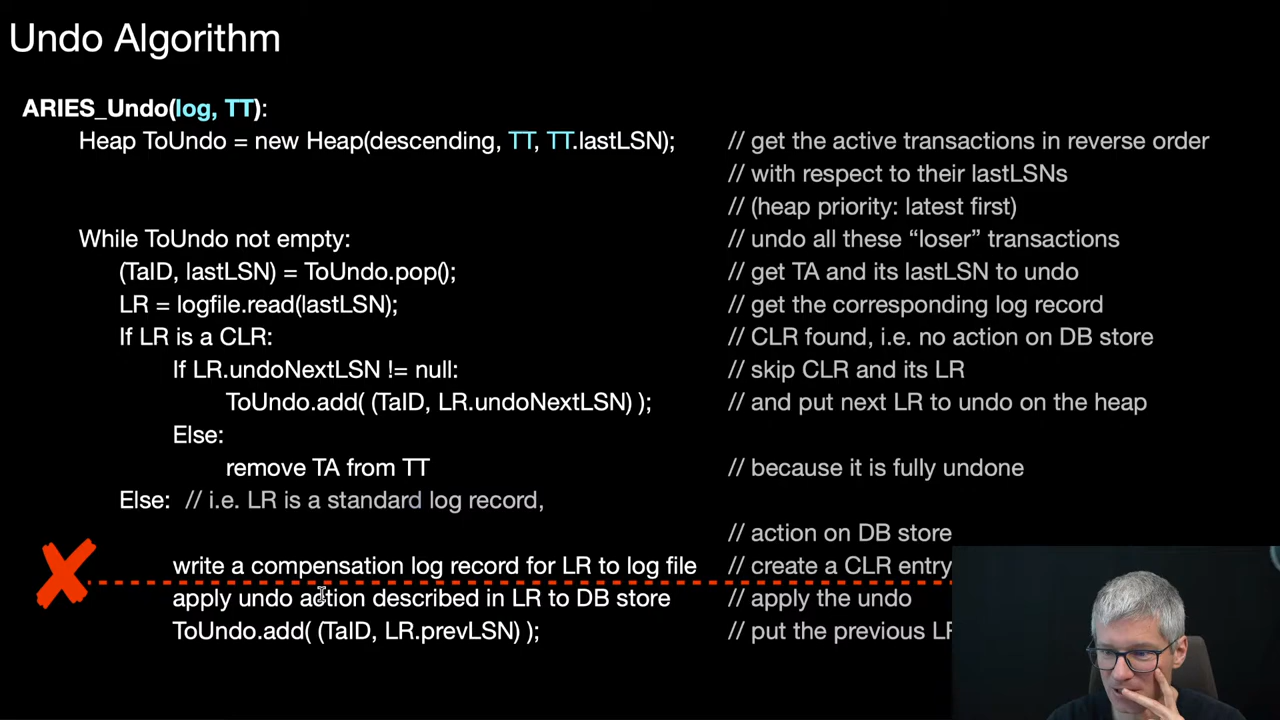 Undo Algorithm
ARIES_Undo(log, TT):
Heap ToUndo = new Heap(descending, TT, TT.lastLSN); // get the active transactions in reverse order
// with respect to their lastLSNs
// (heap priority: latest first)
While ToUndo not empty: // undo all these “loser” transactions
(TaID, lastLSN) = ToUndo.pop(); // get TA and its lastLSN to undo
LR = logfile.read(lastLSN); // get the corresponding log record
If LR is a CLR: // CLR found, i.e. no action on DB store
If LR.undoNextLSN != null: // skip CLR and its LR
ToUndo.add( (TaID, LR.undoNextLSN) ); // and put next LR to undo on the heap
Else:
remove TA from TT // because it is fully undone
Else: // i.e. LR is a standard log record,
// action on DB store
write a compensation log record for LR to log file // create a CLR entry
apply undo action described in LR to DB store // apply the undo
ToUndo.add( (TaID, LR.prevLSN) ); // put the previous LR